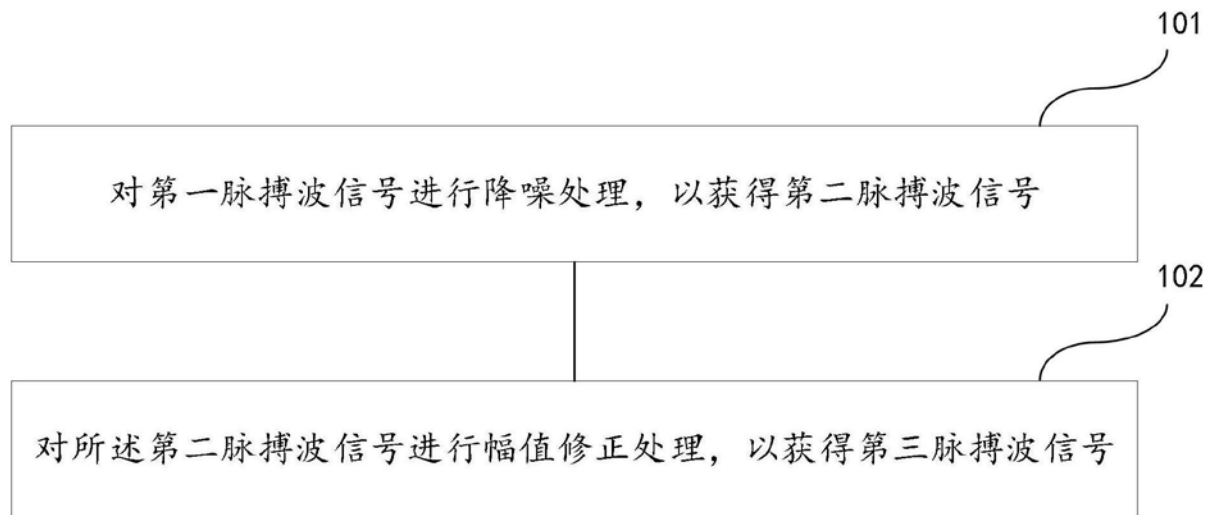 101
对第一脉搏波信号进行降噪处理，以获得第二脉搏波信号
102
对所述第二脉搏波信号进行幅值修正处理，以获得第三脉搏波信号